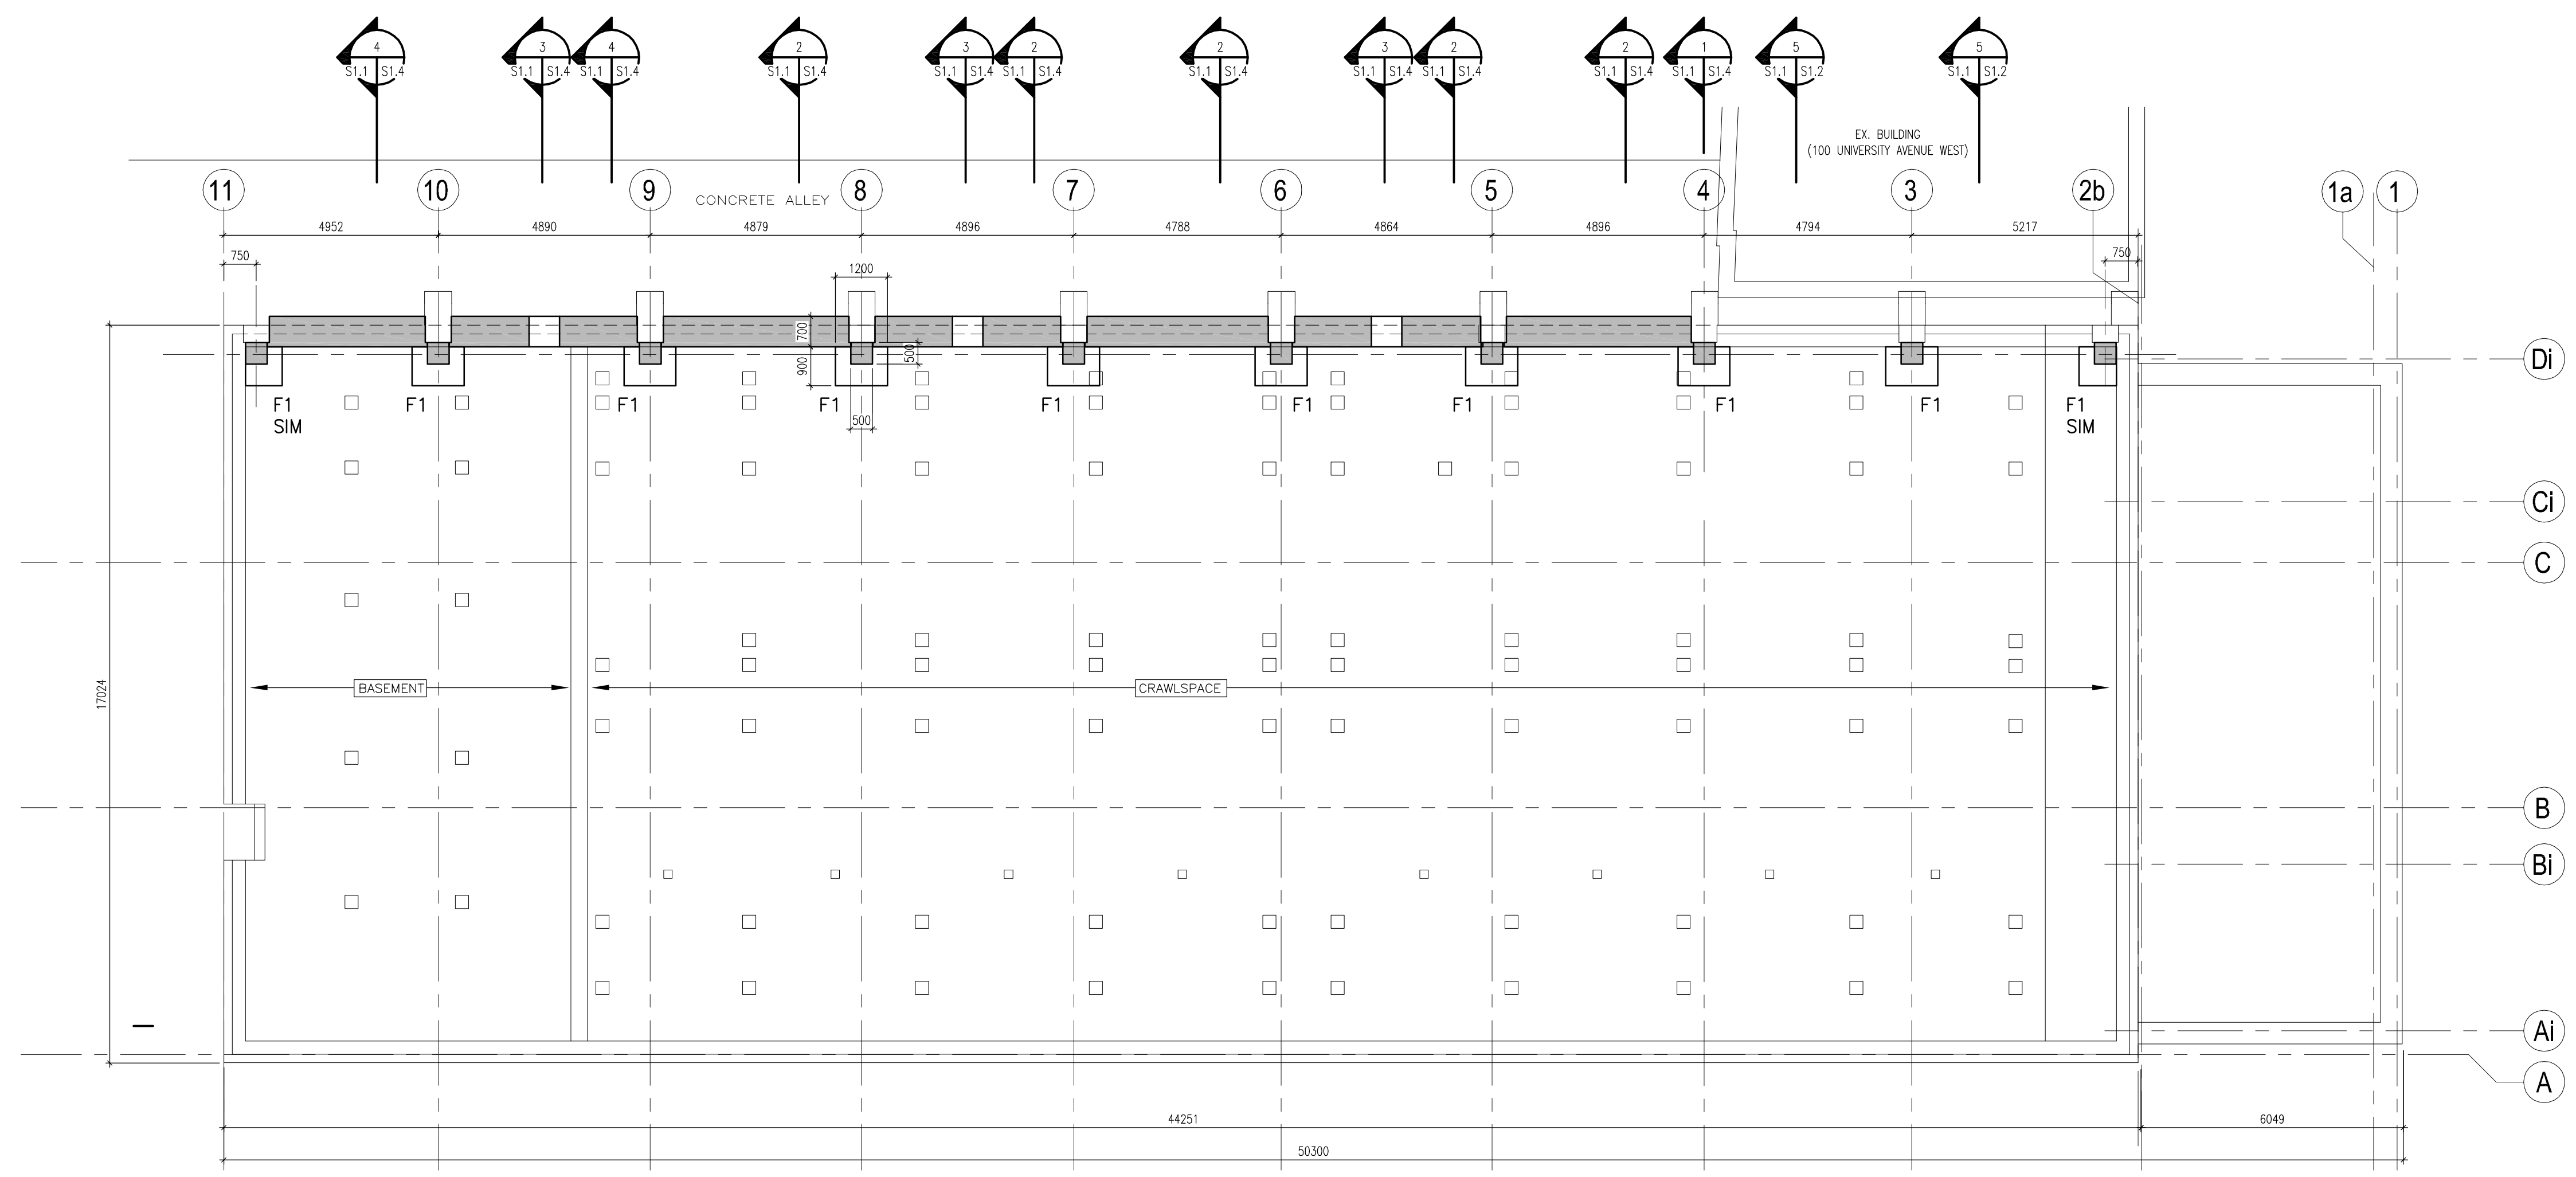 4
S1.1 S1.4
3
S1.1 S1.4
4
S1.1 S1.4
2
S1.1 S1.4
3
S1.1 S1.4
2
S1.1 S1.4
2
S1.1 S1.4
3
S1.1 S1.4
2
S1.1 S1.4
2
S1.1 S1.4
1
S1.1 S1.4
5
S1.1 S1.2
5
S1.1 S1.2
EX. BUILDING
(100 UNIVERSITY AVENUE WEST)
11
10
9
CONCRETE ALLEY
8
7
6
5
4
3
2b
1a
1
4952
4890
4879
4896
4788
4864
4896
4794
5217
750
1200
750
700
500
900
500
Di
F1
SIM
F1
F1
F1
F1
F1
F1
F1
F1
F1
SIM
Ci
C
17024
BASEMENT
CRAWLSPACE
B
Bi
Ai
A
44251
6049
50300